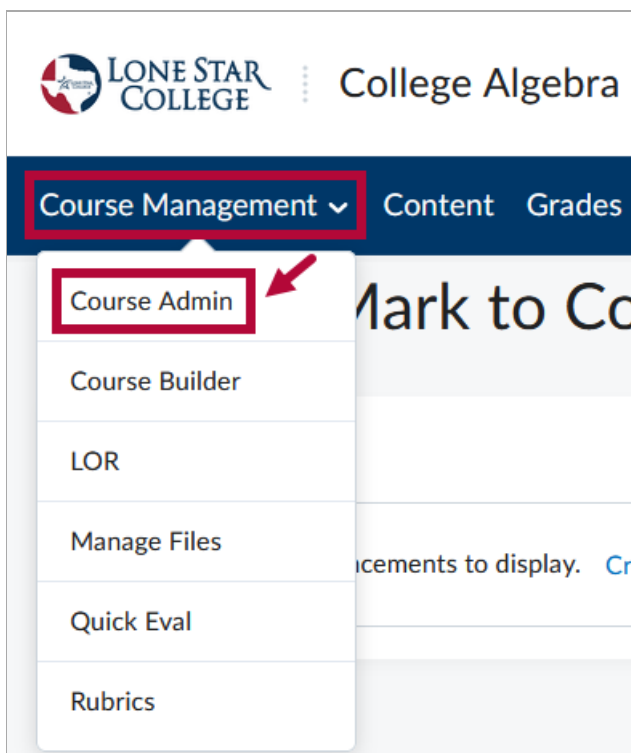 LONE STAR
COLLEGE
College Algebra
Course Management Content Grades
Course Admin
Mark to Co
Course Builder
LOR
Manage Files
ncements to display. Cr
Quick Eval
Rubrics